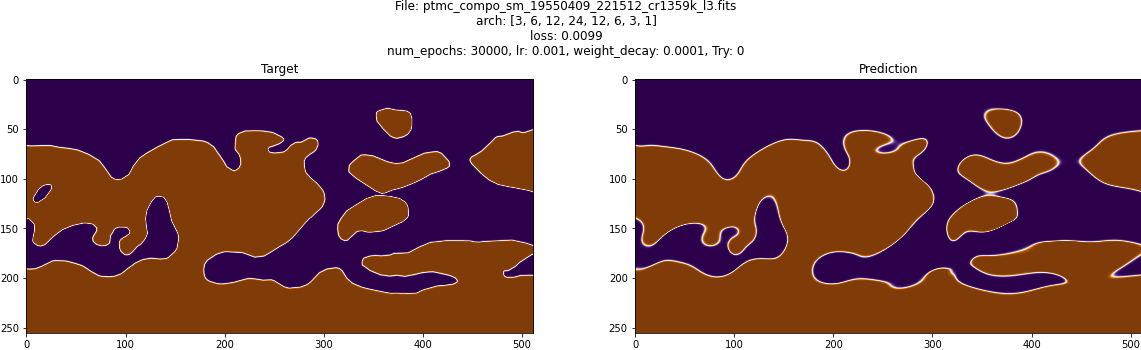 File: ptmc_compo_sm_19550409_221512_cr1359k_l3.fits
arch: [3, 6, 12, 24, 12, 6, 3, 1]
loss: 0.0099
num_epochs: 30000, lr: 0.001, weight_decay: 0.0001, Try: 0
Target
0
50
100
150
200
250
0 100 200 300 400 500
Prediction
0
50
100
150
200
250
0 100 200 300 400 500